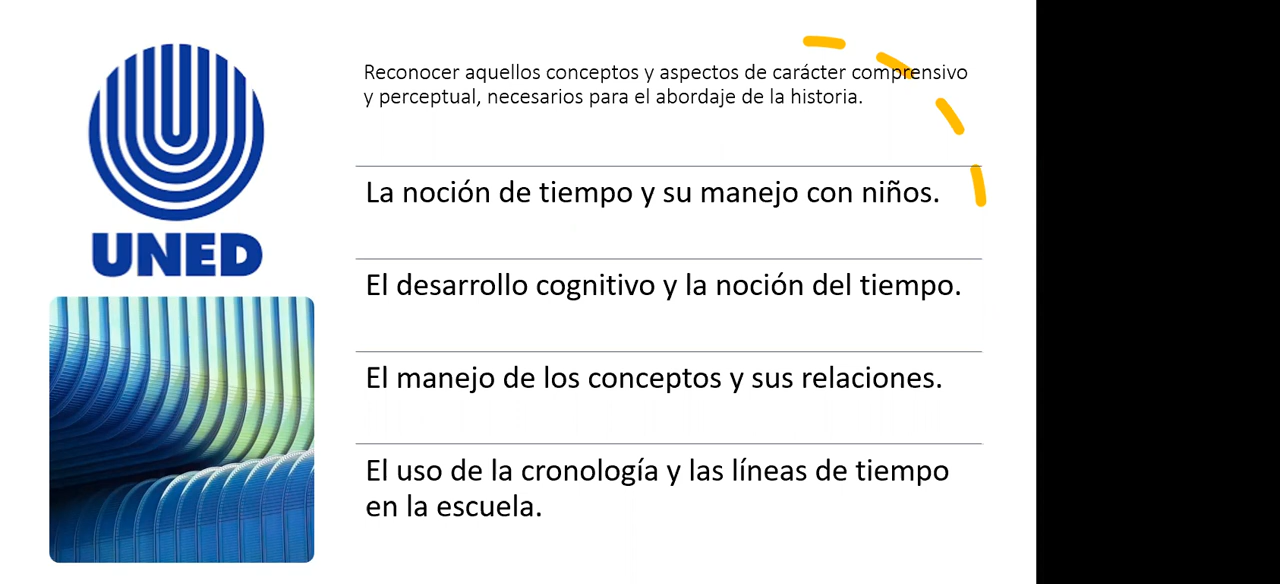 UNED
Reconocer aquellos conceptos y aspectos de carácter comprensivo
y perceptual, necesarios para el abordaje de la historia.
La noción de tiempo y su manejo con niños.
El desarrollo cognitivo y la noción del tiempo.
El manejo de los conceptos y sus relaciones.
El uso de la cronología y las líneas de tiempo
en la escuela.